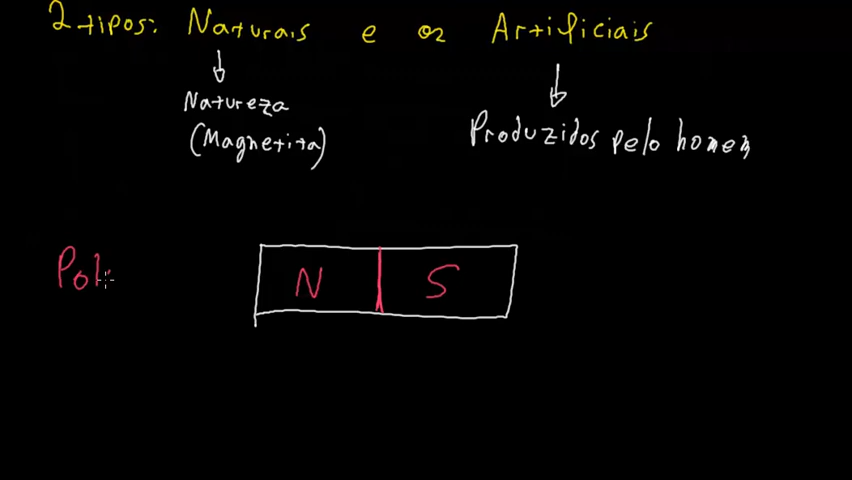 2 tipos: Naturais e os Artificiais
Natureza
(Magnetita)
Produzidos pelo homem
N S